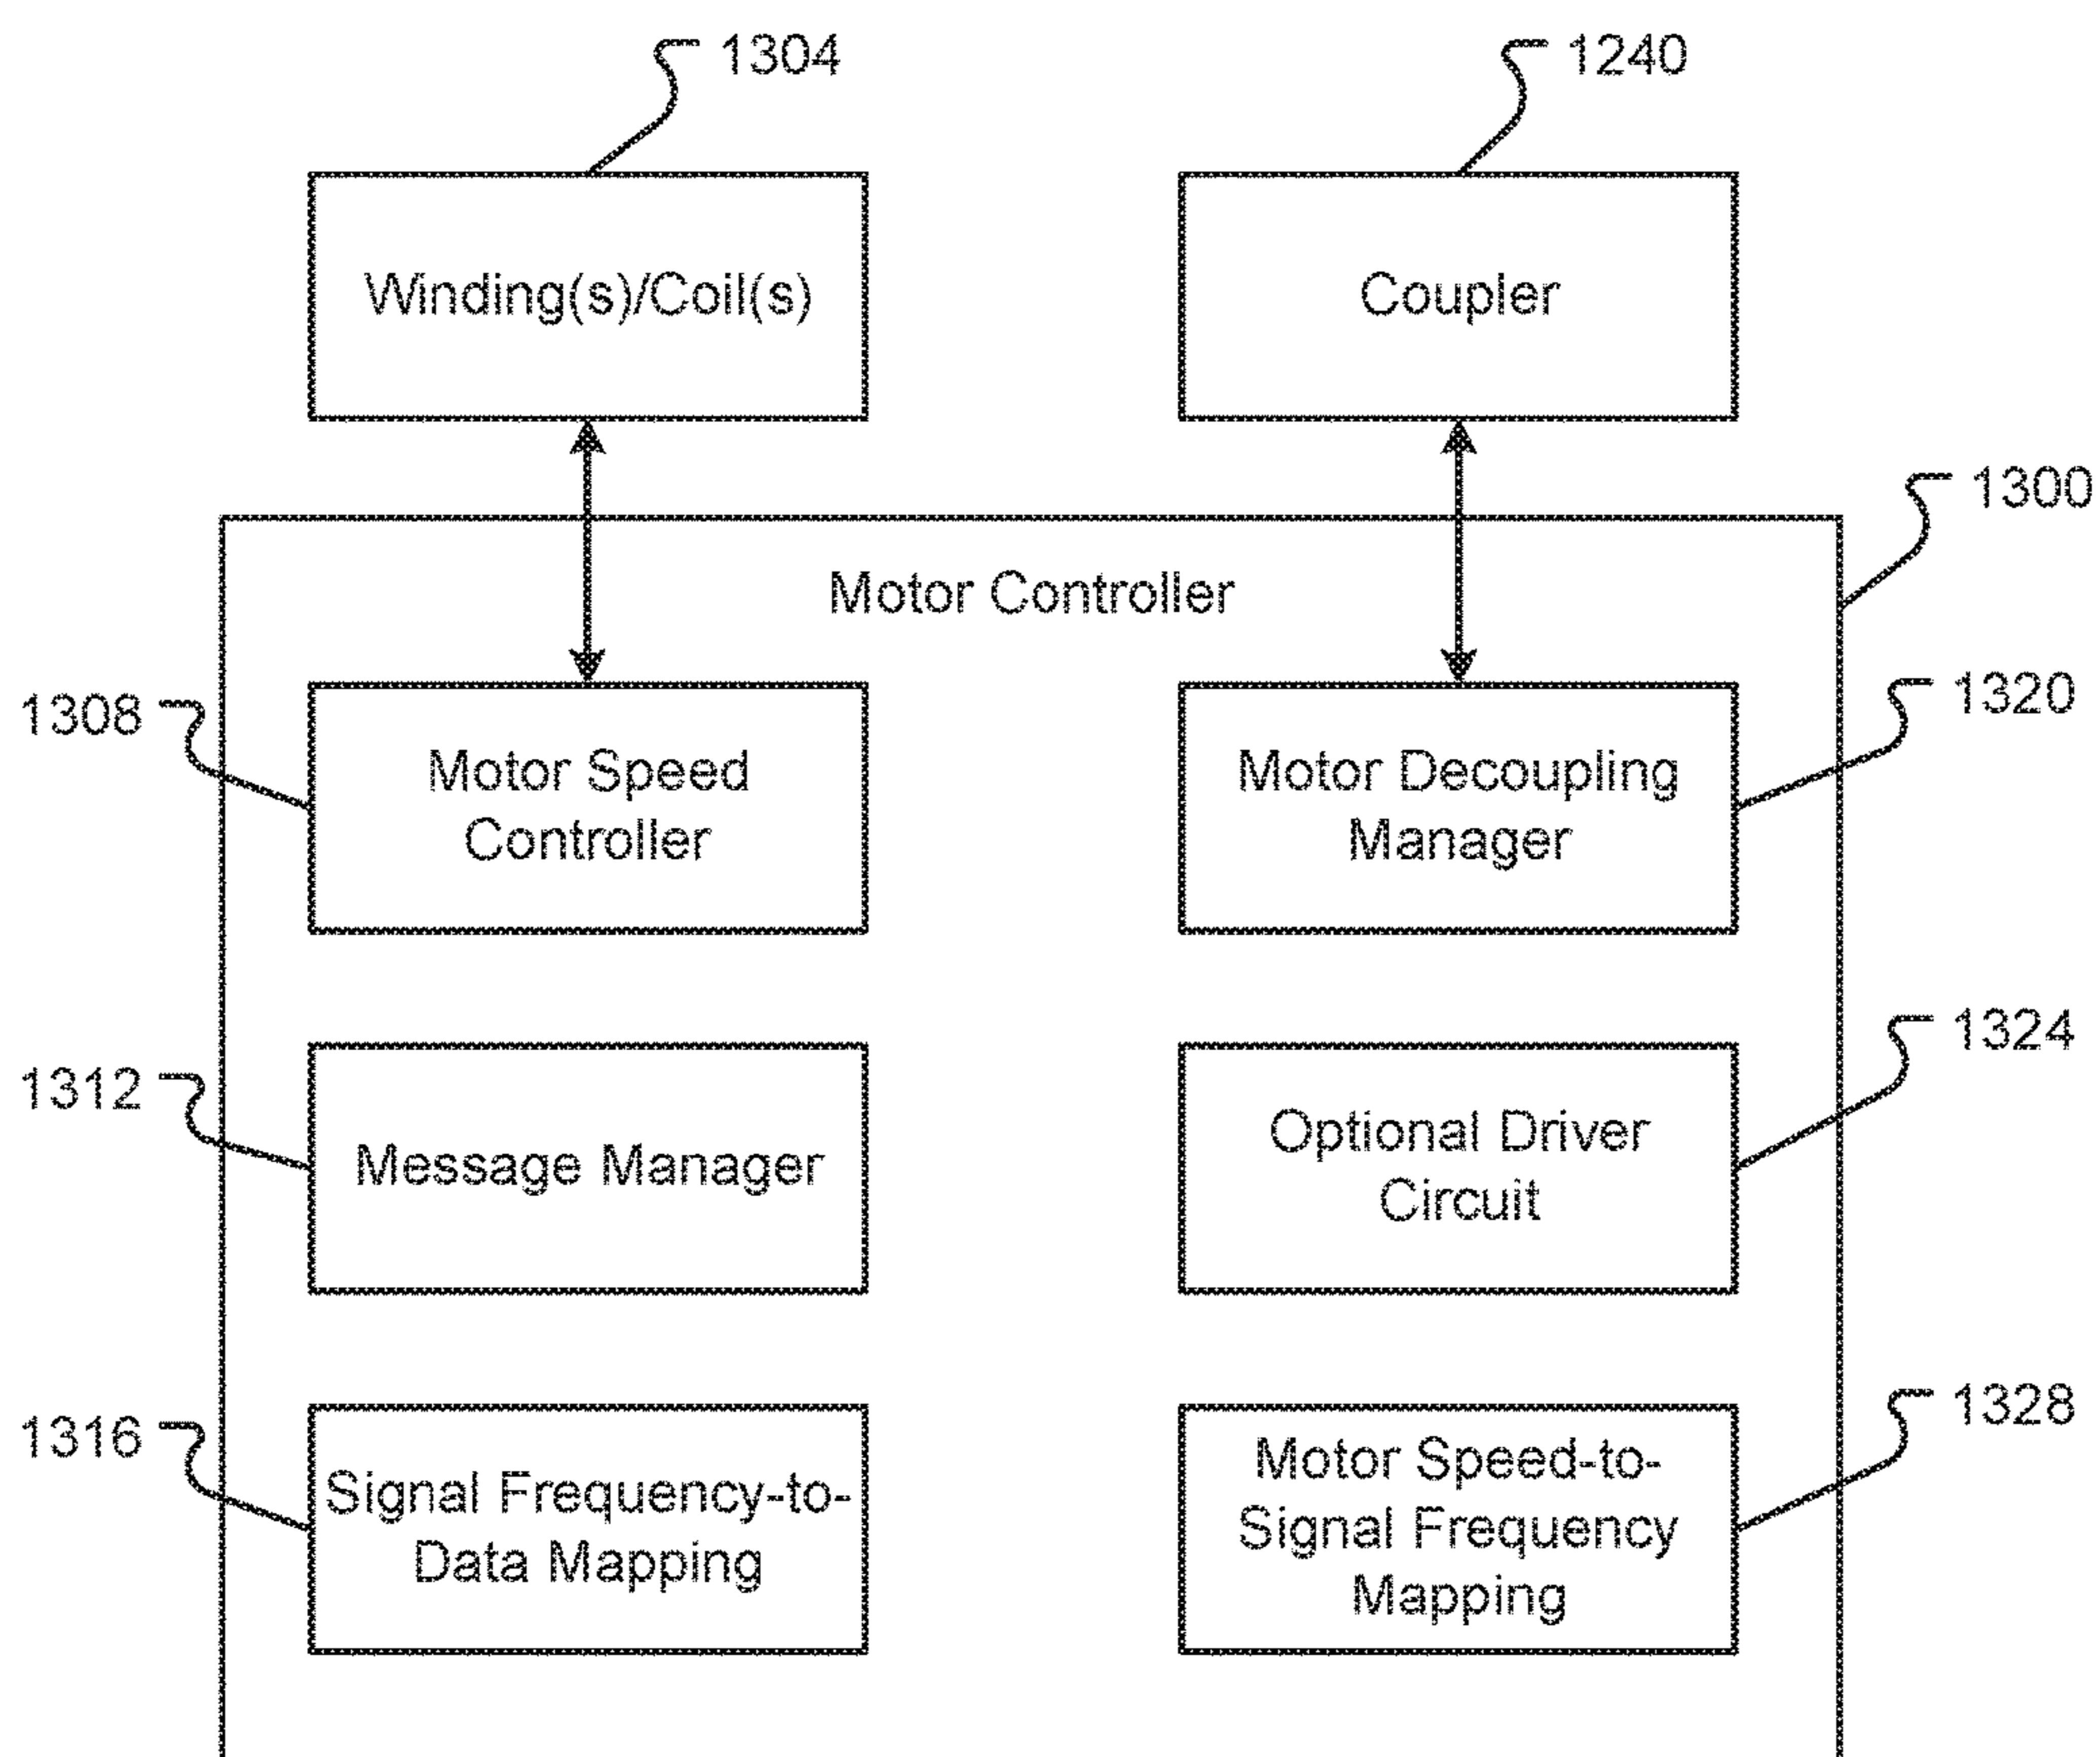 1304
1240
Winding(s)/Coil(s)
Coupler
1300
Motor Controller
1308
Motor Speed
Controller
1320
Motor Decoupling
Manager
1312
Message Manager
1324
Optional Driver
Circuit
1316
Signal Frequency-to-
Data Mapping
1328
Motor Speed-to-
Signal Frequency
Mapping